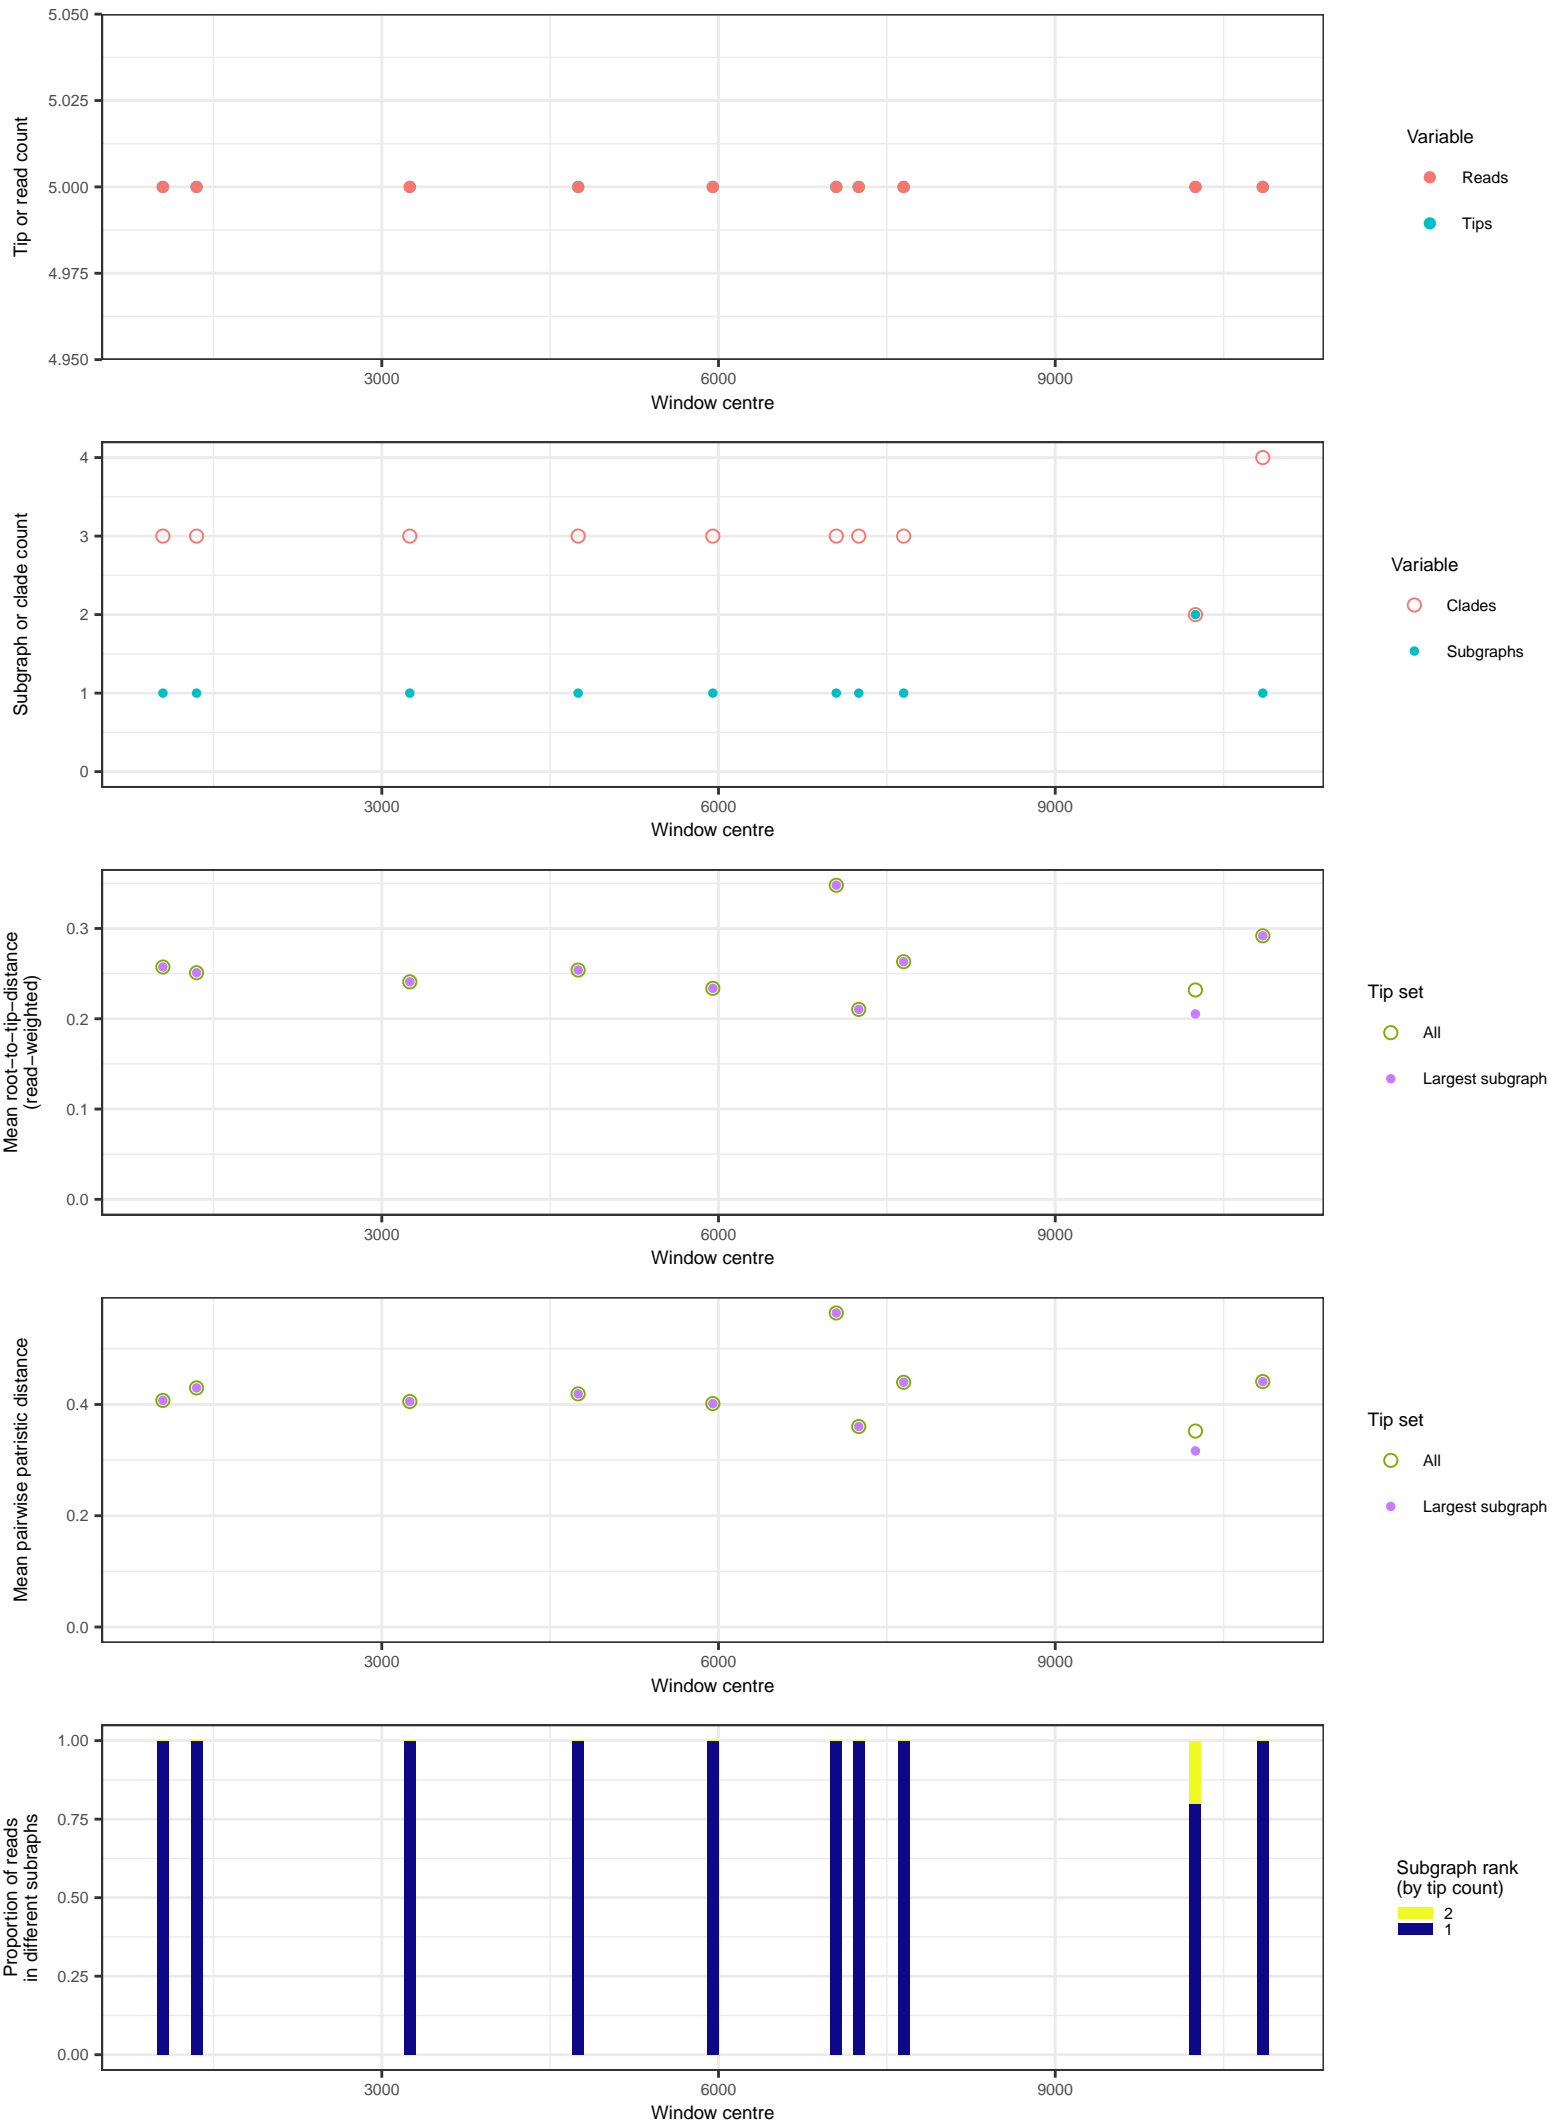 5.050
5.025
5.000
4.975
4.950
Tip or read count
3000 6000 9000
Window centre
Variable
Reads
Tips
4
3
2
1
0
Subgraph or clade count
3000 6000 9000
Window centre
Variable
Clades
Subgraphs
0.3
0.2
0.1
0.0
Mean root−to−tip−distance
(read−weighted)
3000 6000 9000
Window centre
Tip set
All
Largest subgraph
0.4
0.2
0.0
Mean pairwise patristic distance
3000 6000 9000
Window centre
Tip set
All
Largest subgraph
1.00
0.75
0.50
0.25
0.00
Proportion of reads
in different subraphs
3000 6000 9000
Window centre
Subgraph rank
(by tip count)
2
1